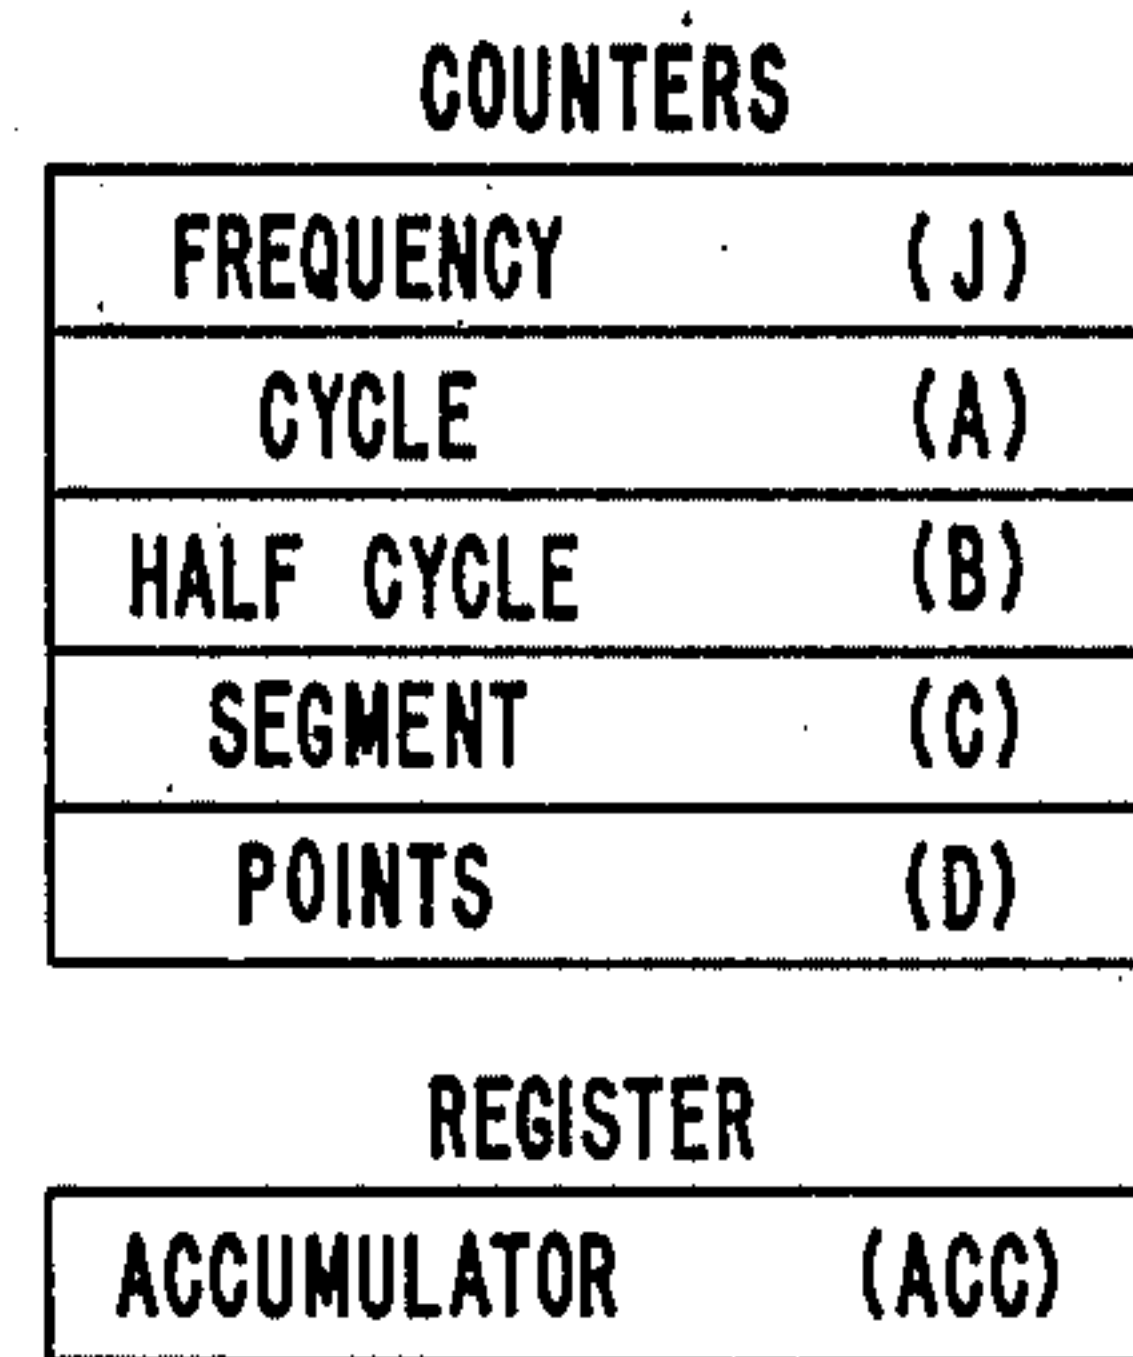 COUNTERS
FREQUENCY (J)
CYCLE (A)
HALF CYCLE (B)
SEGMENT (C)
POINTS (D)
REGISTER
ACCUMULATOR (ACC)